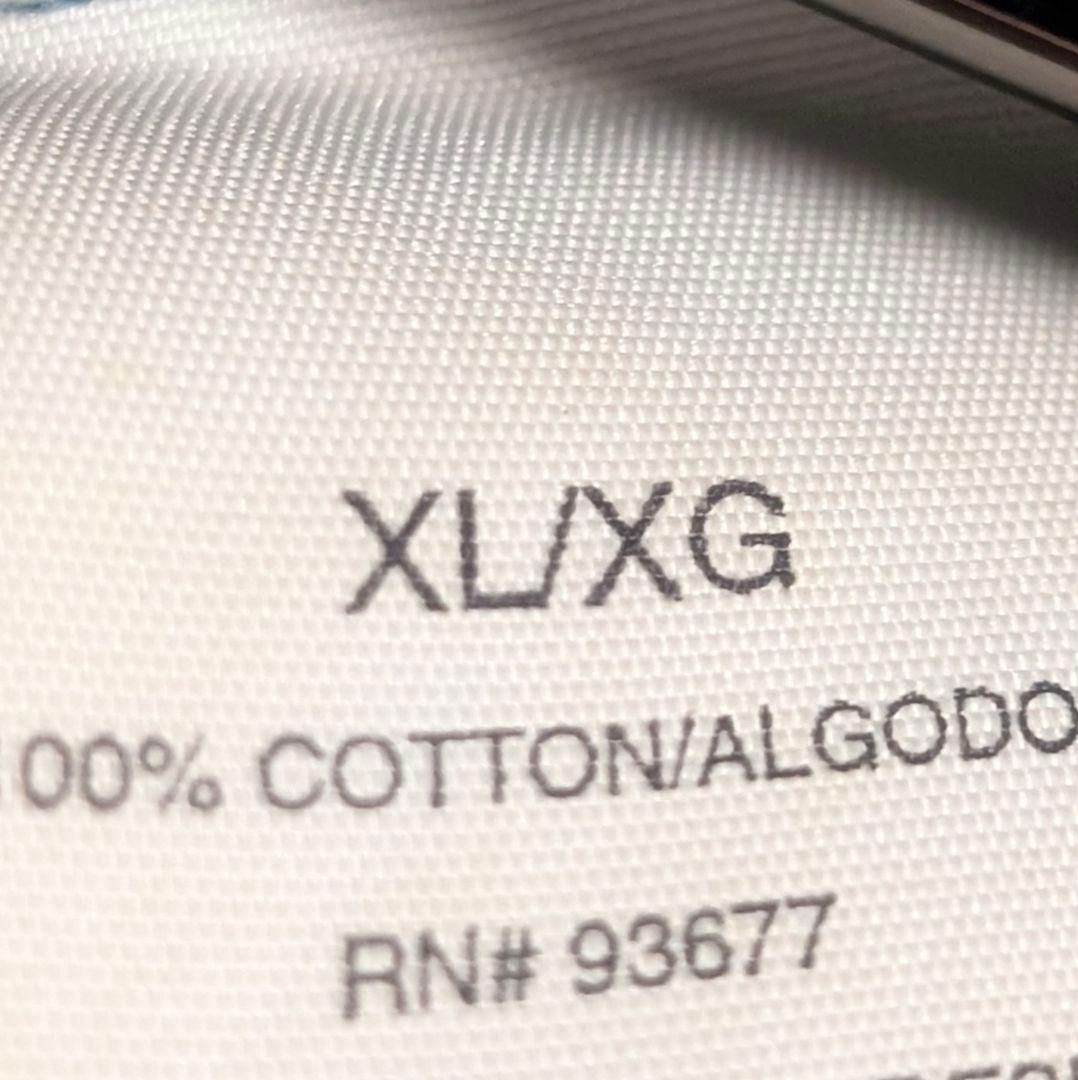 XL/XG
00% COTTON/ALGODO
RN# 93677